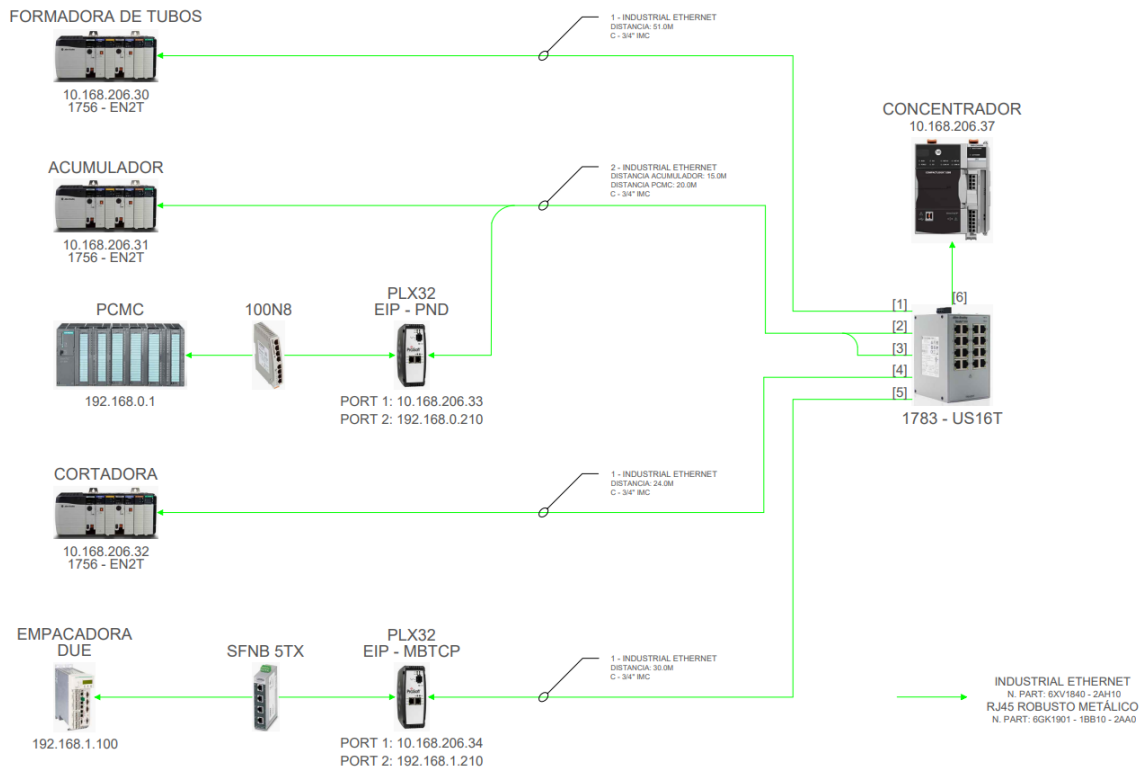 FORMADORA DE TUBOS
10.168.206.30
1756 - EN2T
1 - INDUSTRIAL ETHERNET
DISTANCIA: 51.0M
C - 3/4" IMC
CONCENTRADOR
10.168.206.37
ACUMULADOR
10.168.206.31
1756 - EN2T
2 - INDUSTRIAL ETHERNET
DISTANCIA ACUMULADOR: 15.0M
DISTANCIA PCMC: 20.0M
C - 3/4" IMC
PCMC
192.168.0.1
100N8
PLX32
EIP - PND
PORT 1: 10.168.206.33
PORT 2: 192.168.0.210
[1]
[2]
[3]
[4]
[5]
[6]
1783 - US16T
CORTADORA
10.168.206.32
1756 - EN2T
1 - INDUSTRIAL ETHERNET
DISTANCIA: 24.0M
C - 3/4" IMC
EMPACADORA
DUE
192.168.1.100
SFNB 5TX
PLX32
EIP - MBTCP
PORT 1: 10.168.206.34
PORT 2: 192.168.1.210
1 - INDUSTRIAL ETHERNET
DISTANCIA: 30.0M
C - 3/4" IMC
INDUSTRIAL ETHERNET
N. PART: 6XV1840 - 2AH10
RJ45 ROBUSTO METÁLICO
N. PART: 6GK1901 - 1BB10 - 2AA0